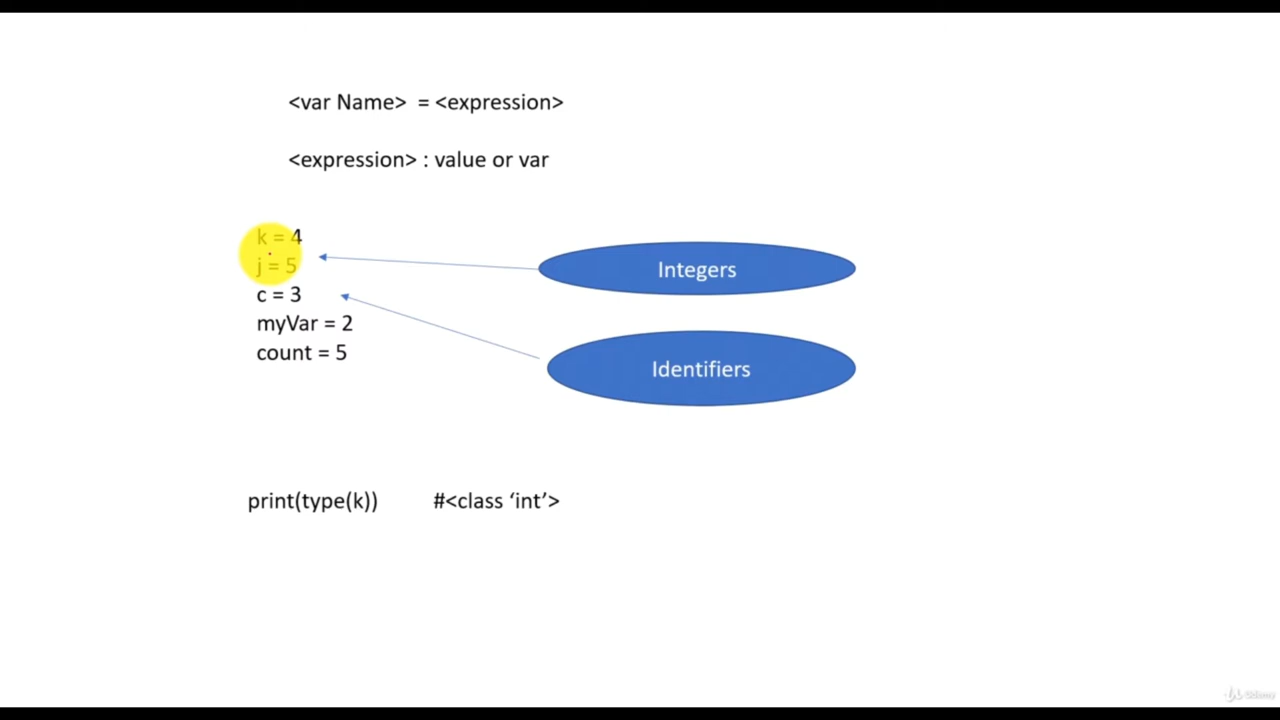 <var Name> = <expression>
<expression> : value or var
k = 4
j = 5
c = 3
myVar = 2
count = 5
Integers
Identifiers
print(type(k)) #<class ‘int’>
Udemy